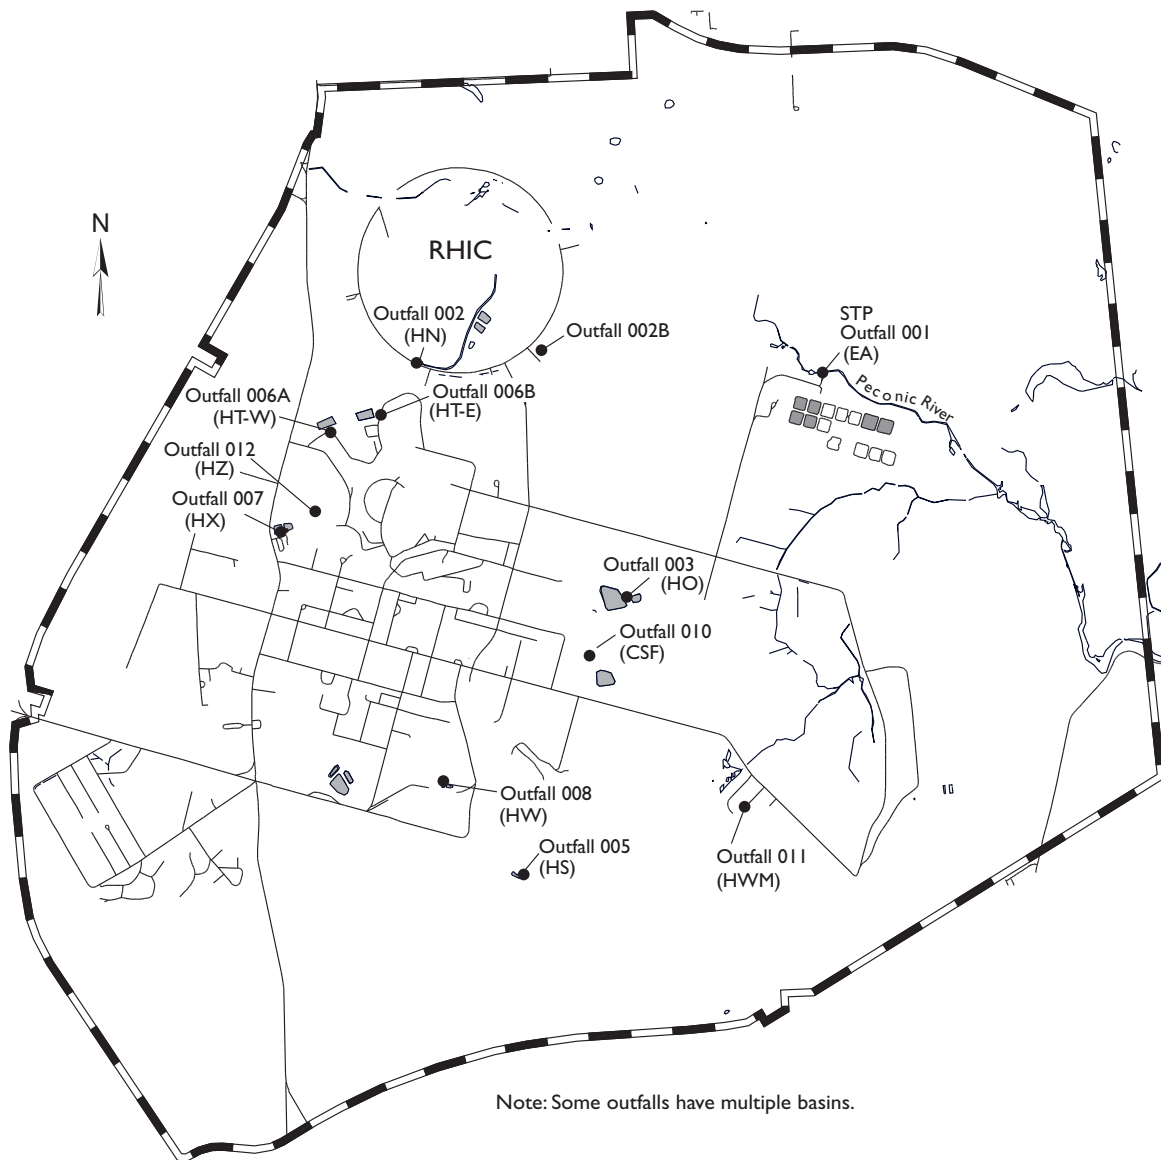 N
RHIC
Outfall 002
(HN)
Outfall 002B
STP
Outfall 001
(EA)
Peconic River
Outfall 006A
(HT-W)
Outfall 006B
(HT-E)
Outfall 012
(HZ)
Outfall 007
(HX)
Outfall 003
(HO)
Outfall 010
(CSF)
Outfall 008
(HW)
Outfall 005
(HS)
Outfall 011
(HWM)
Note: Some outfalls have multiple basins.